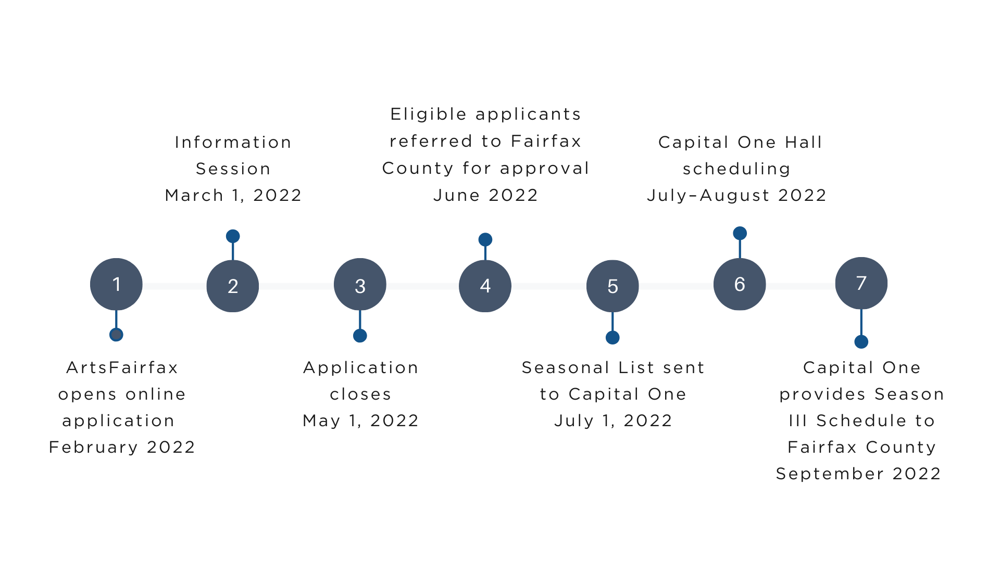 1
ArtsFairfax
opens online
application
February 2022
2
Information
Session
March 1, 2022
3
Application
closes
May 1, 2022
4
Eligible applicants
referred to Fairfax
County for approval
June 2022
5
Seasonal List sent
to Capital One
July 1, 2022
6
Capital One Hall
scheduling
July–August 2022
7
Capital One
provides Season
III Schedule to
Fairfax County
September 2022